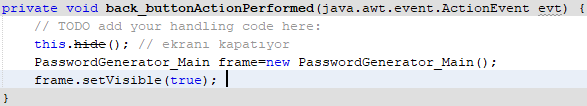 private void back_buttonActionPerformed(java.awt.event.ActionEvent evt) {
// TODO add your handling code here:
this.hide(); // ekranı kapatıyor
PasswordGenerator_Main frame=new PasswordGenerator_Main();
frame.setVisible(true);
}